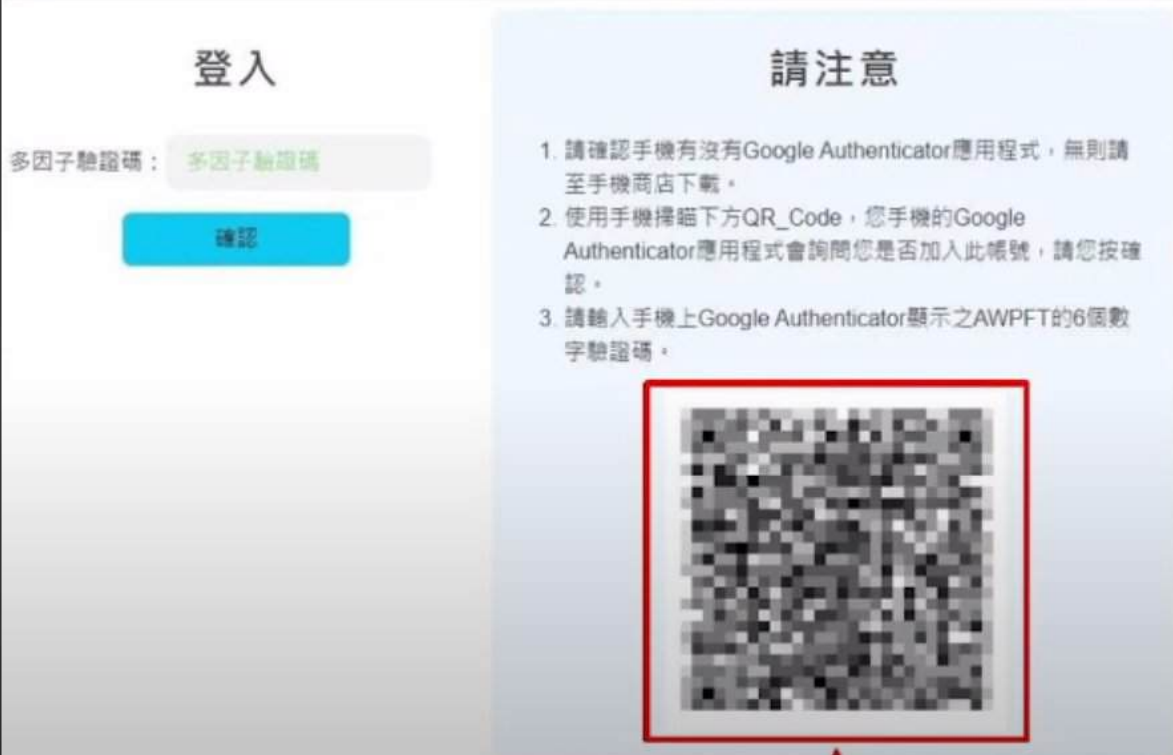 登入
多因子驗證碼：
多因子驗證碼
確認
請注意
1. 請確認手機有沒有Google Authenticator應用程式，無則請
至手機商店下載。
2. 使用手機掃瞄下方QR_Code，您手機的Google
Authenticator應用程式會詢問您是否加入此帳號，請您按確
認。
3. 請輸入手機上Google Authenticator顯示之AWPFT的6個數
字驗證碼。